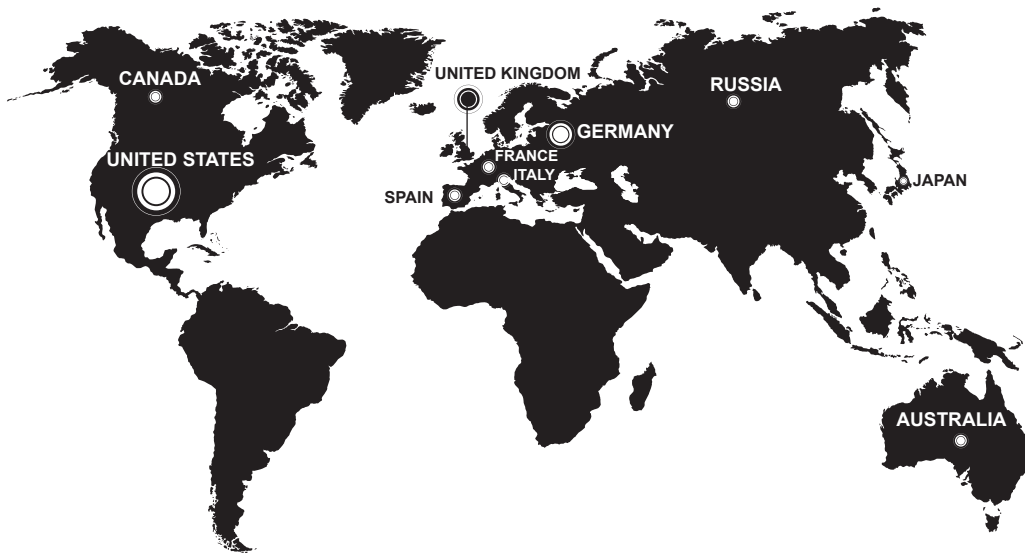 CANADA
UNITED KINGDOM
RUSSIA
GERMANY
UNITED STATES
FRANCE
ITALY
SPAIN
JAPAN
AUSTRALIA